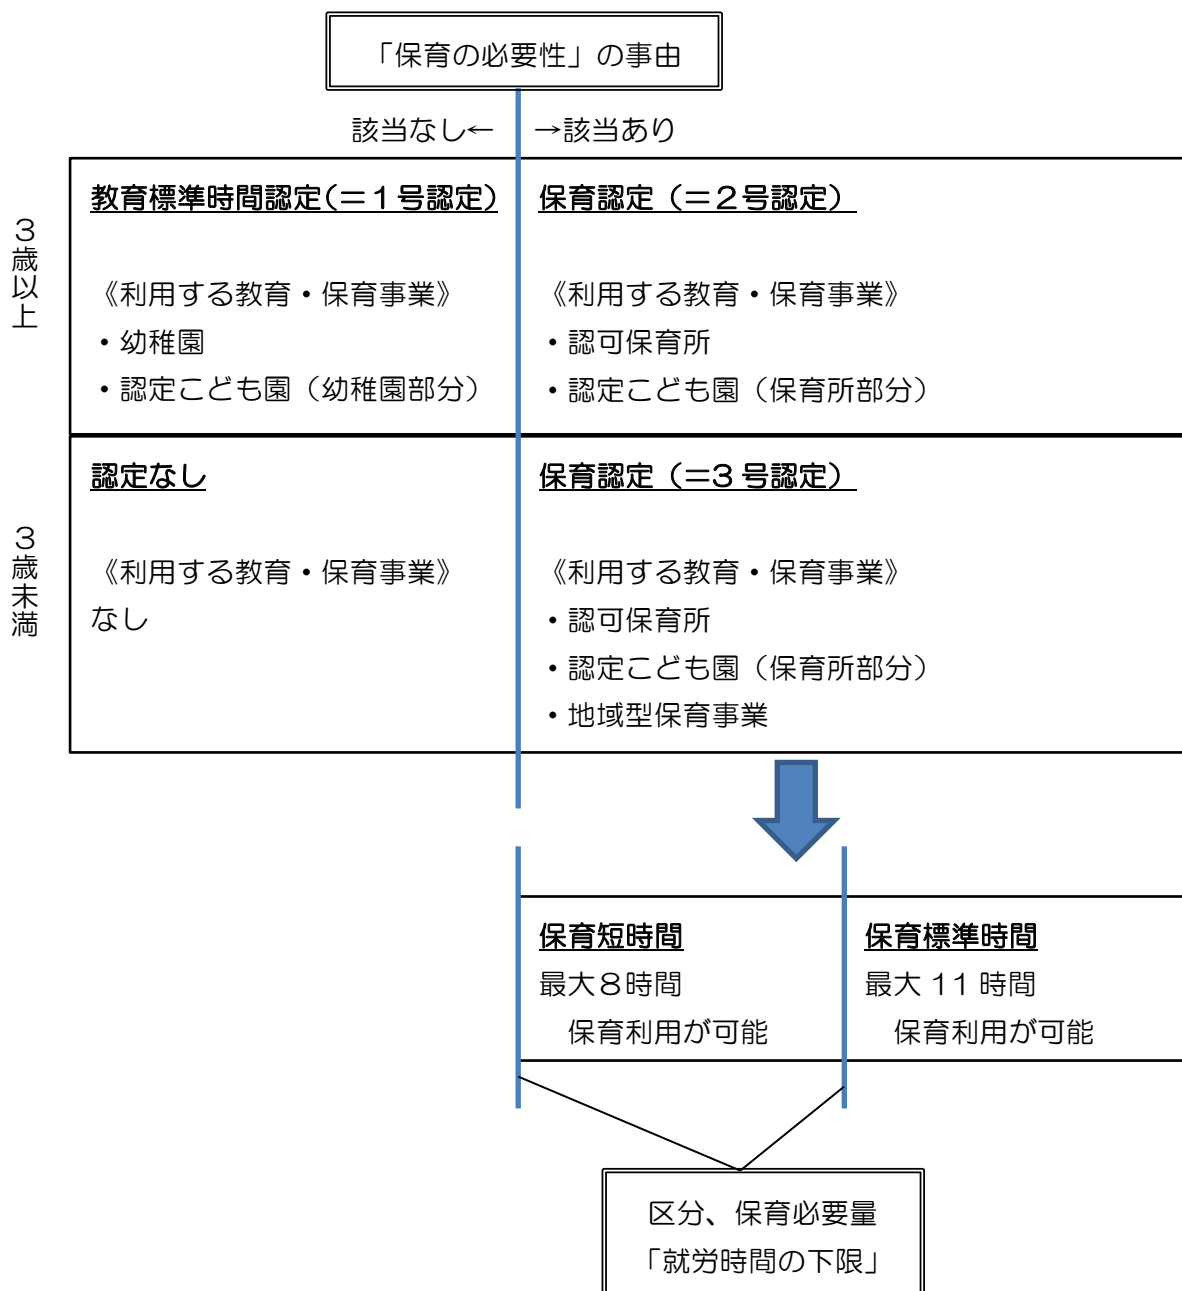 「保育の必要性」の事由
該当なし← →該当あり
3歳以上
教育標準時間認定(=1号認定)
《利用する教育・保育事業》
・幼稚園
・認定こども園（幼稚園部分）
保育認定（=2号認定）
《利用する教育・保育事業》
・認可保育所
・認定こども園（保育所部分）
3歳未満
認定なし
《利用する教育・保育事業》
なし
保育認定（=3 号認定）
《利用する教育・保育事業》
・認可保育所
・認定こども園（保育所部分）
・地域型保育事業
保育短時間
最大8時間
保育利用が可能
保育標準時間
最大 11 時間
保育利用が可能
区分、保育必要量
「就労時間の下限」